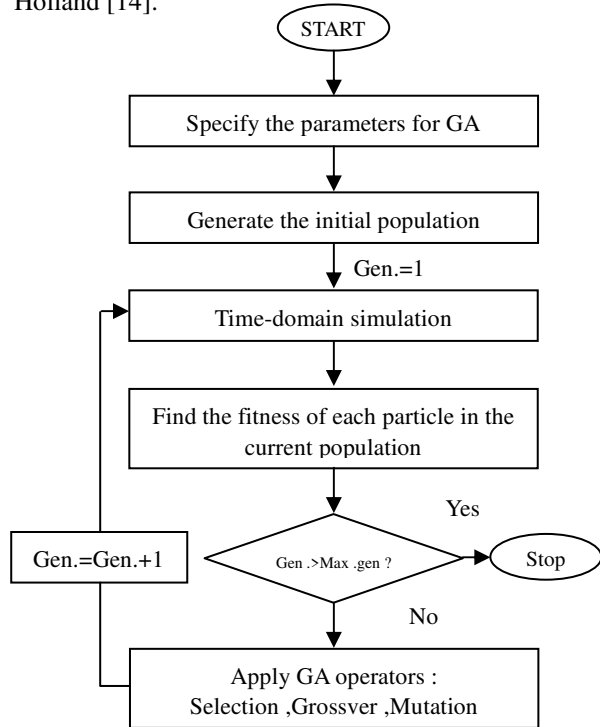 Holland [14].
START
Specify the parameters for GA
Generate the initial population
Gen.=1
Time-domain simulation
Find the fitness of each particle in the
current population
Gen .>Max .gen ?
Yes
Stop
No
Gen.=Gen.+1
Apply GA operators :
Selection ,Grossver ,Mutation